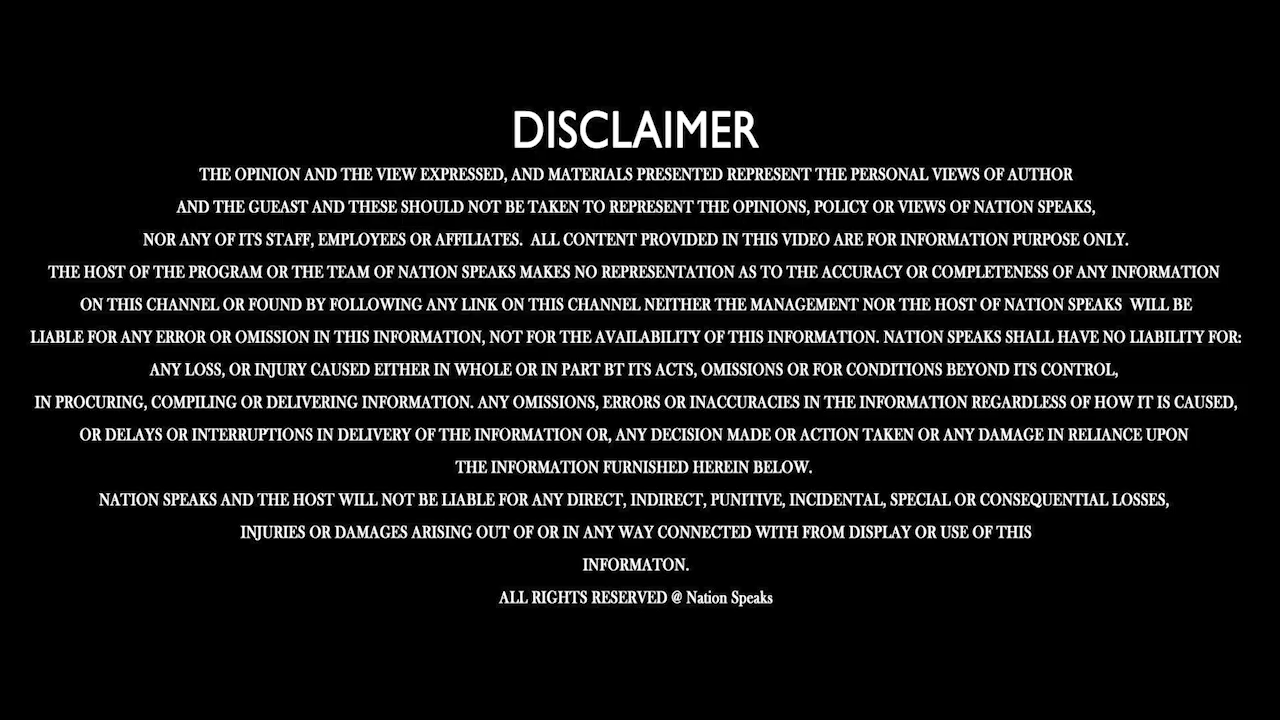 DISCLAIMER
THE OPINION AND THE VIEW EXPRESSED, AND MATERIALS PRESENTED REPRESENT THE PERSONAL VIEWS OF AUTHOR
AND THE GUEAST AND THESE SHOULD NOT BE TAKEN TO REPRESENT THE OPINIONS, POLICY OR VIEWS OF NATION SPEAKS,
NOR ANY OF ITS STAFF, EMPLOYEES OR AFFILIATES.  ALL CONTENT PROVIDED IN THIS VIDEO ARE FOR INFORMATION PURPOSE ONLY.
THE HOST OF THE PROGRAM OR THE TEAM OF NATION SPEAKS MAKES NO REPRESENTATION AS TO THE ACCURACY OR COMPLETENESS OF ANY INFORMATION
ON THIS CHANNEL OR FOUND BY FOLLOWING ANY LINK ON THIS CHANNEL NEITHER THE MANAGEMENT NOR THE HOST OF NATION SPEAKS  WILL BE
LIABLE FOR ANY ERROR OR OMISSION IN THIS INFORMATION, NOT FOR THE AVAILABILITY OF THIS INFORMATION. NATION SPEAKS SHALL HAVE NO LIABILITY FOR:
ANY LOSS, OR INJURY CAUSED EITHER IN WHOLE OR IN PART BT ITS ACTS, OMISSIONS OR FOR CONDITIONS BEYOND ITS CONTROL,
IN PROCURING, COMPILING OR DELIVERING INFORMATION. ANY OMISSIONS, ERRORS OR INACCURACIES IN THE INFORMATION REGARDLESS OF HOW IT IS CAUSED,
OR DELAYS OR INTERRUPTIONS IN DELIVERY OF THE INFORMATION OR, ANY DECISION MADE OR ACTION TAKEN OR ANY DAMAGE IN RELIANCE UPON
THE INFORMATION FURNISHED HEREIN BELOW.
NATION SPEAKS AND THE HOST WILL NOT BE LIABLE FOR ANY DIRECT, INDIRECT, PUNITIVE, INCIDENTAL, SPECIAL OR CONSEQUENTIAL LOSSES,
INJURIES OR DAMAGES ARISING OUT OF OR IN ANY WAY CONNECTED WITH FROM DISPLAY OR USE OF THIS
INFORMATON.
ALL RIGHTS RESERVED @ Nation Speaks